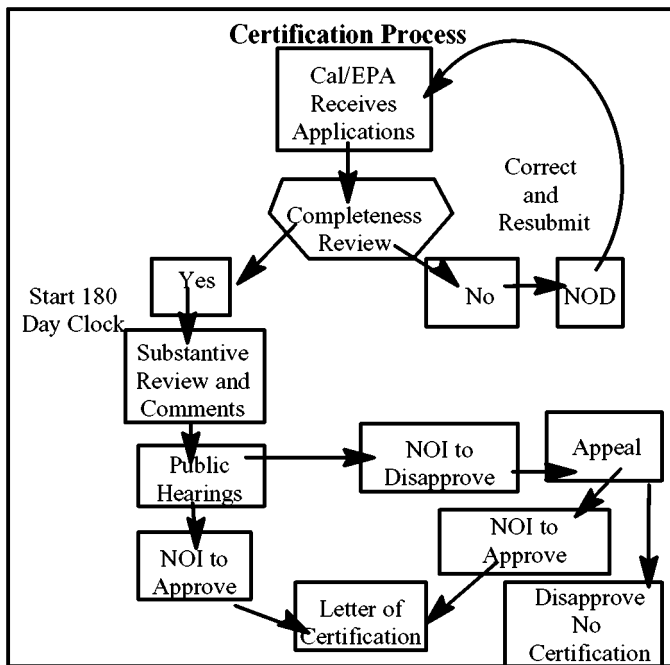 Certification Process
Cal/EPA
Receives
Applications
Correct
and
Resubmit
Completeness
Review
Yes
No
NOD
Start 180
Day Clock
Substantive
Review and
Comments
Public
Hearings
NOI to
Disapprove
Appeal
NOI to
Approve
NOI to
Approve
Letter of
Certification
Disapprove
No
Certification